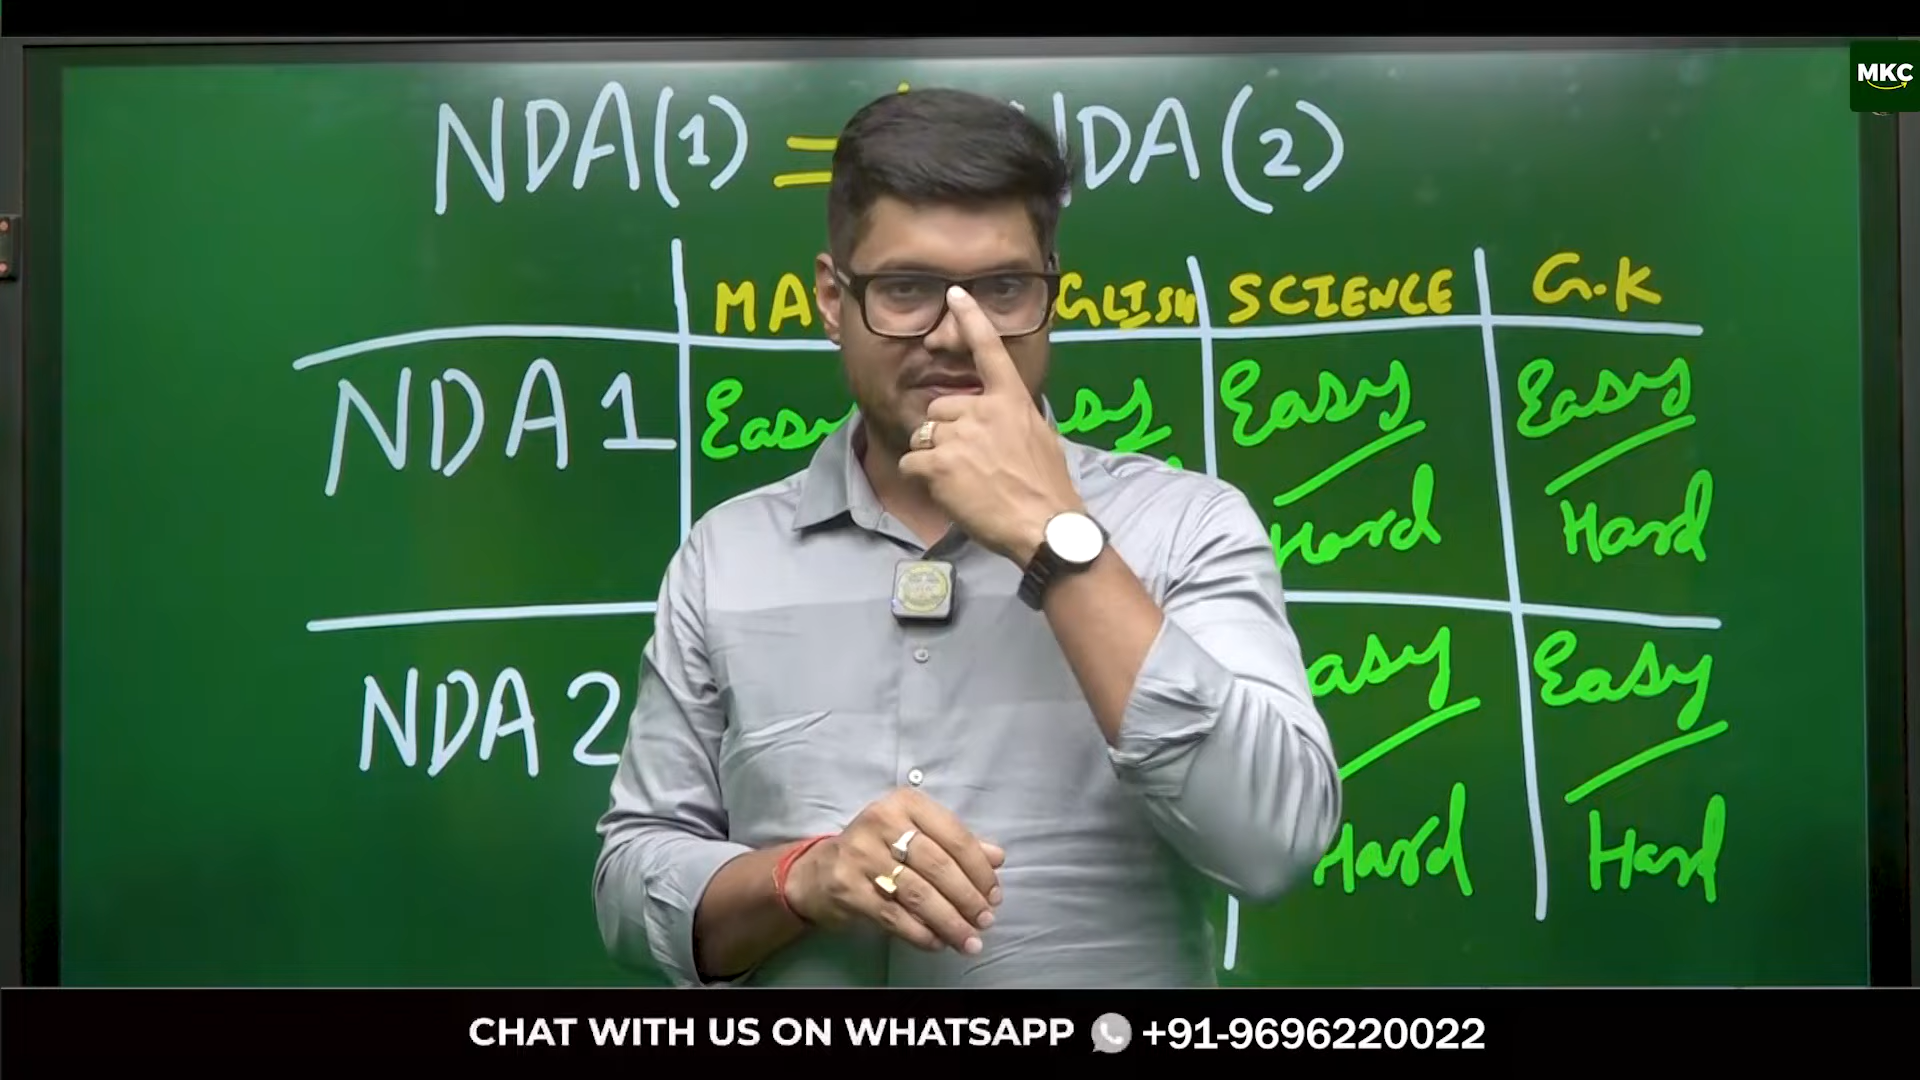 MKC
NDA(1) = NDA(2)
MA GLISH SCIENCE G.K
NDA 1 Easy Easy Easy
Hard Hard
NDA 2 Easy Easy
Hard Hard
CHAT WITH US ON WHATSAPP +91-9696220022